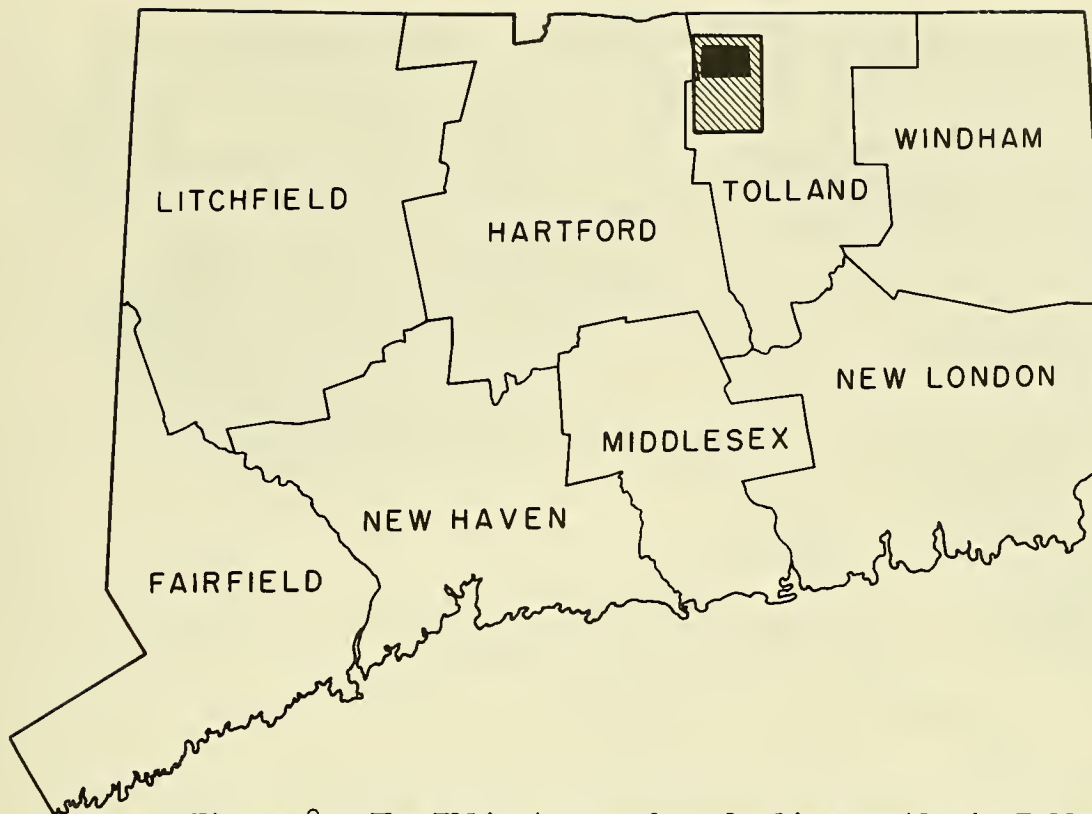 WINDHAM
LITCHFIELD
TOLLAND
HARTFORD
NEW LONDON
MIDDLESEX
NEW HAVEN
FAIRFIELD